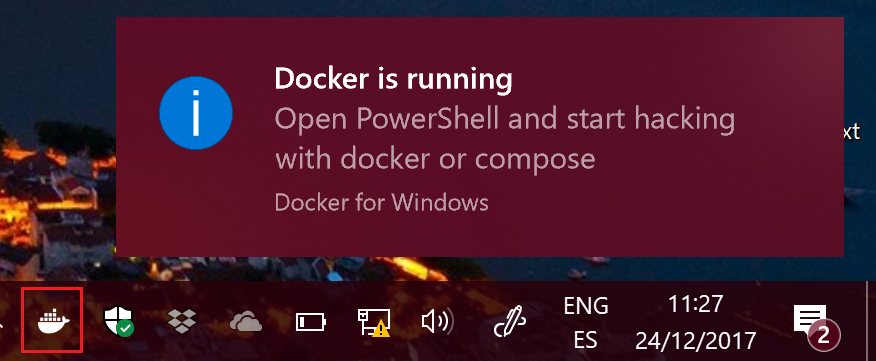 Docker is running
Open PowerShell and start hacking
with docker or compose
Docker for Windows
xt
ENG
ES
11:27
24/12/2017
2